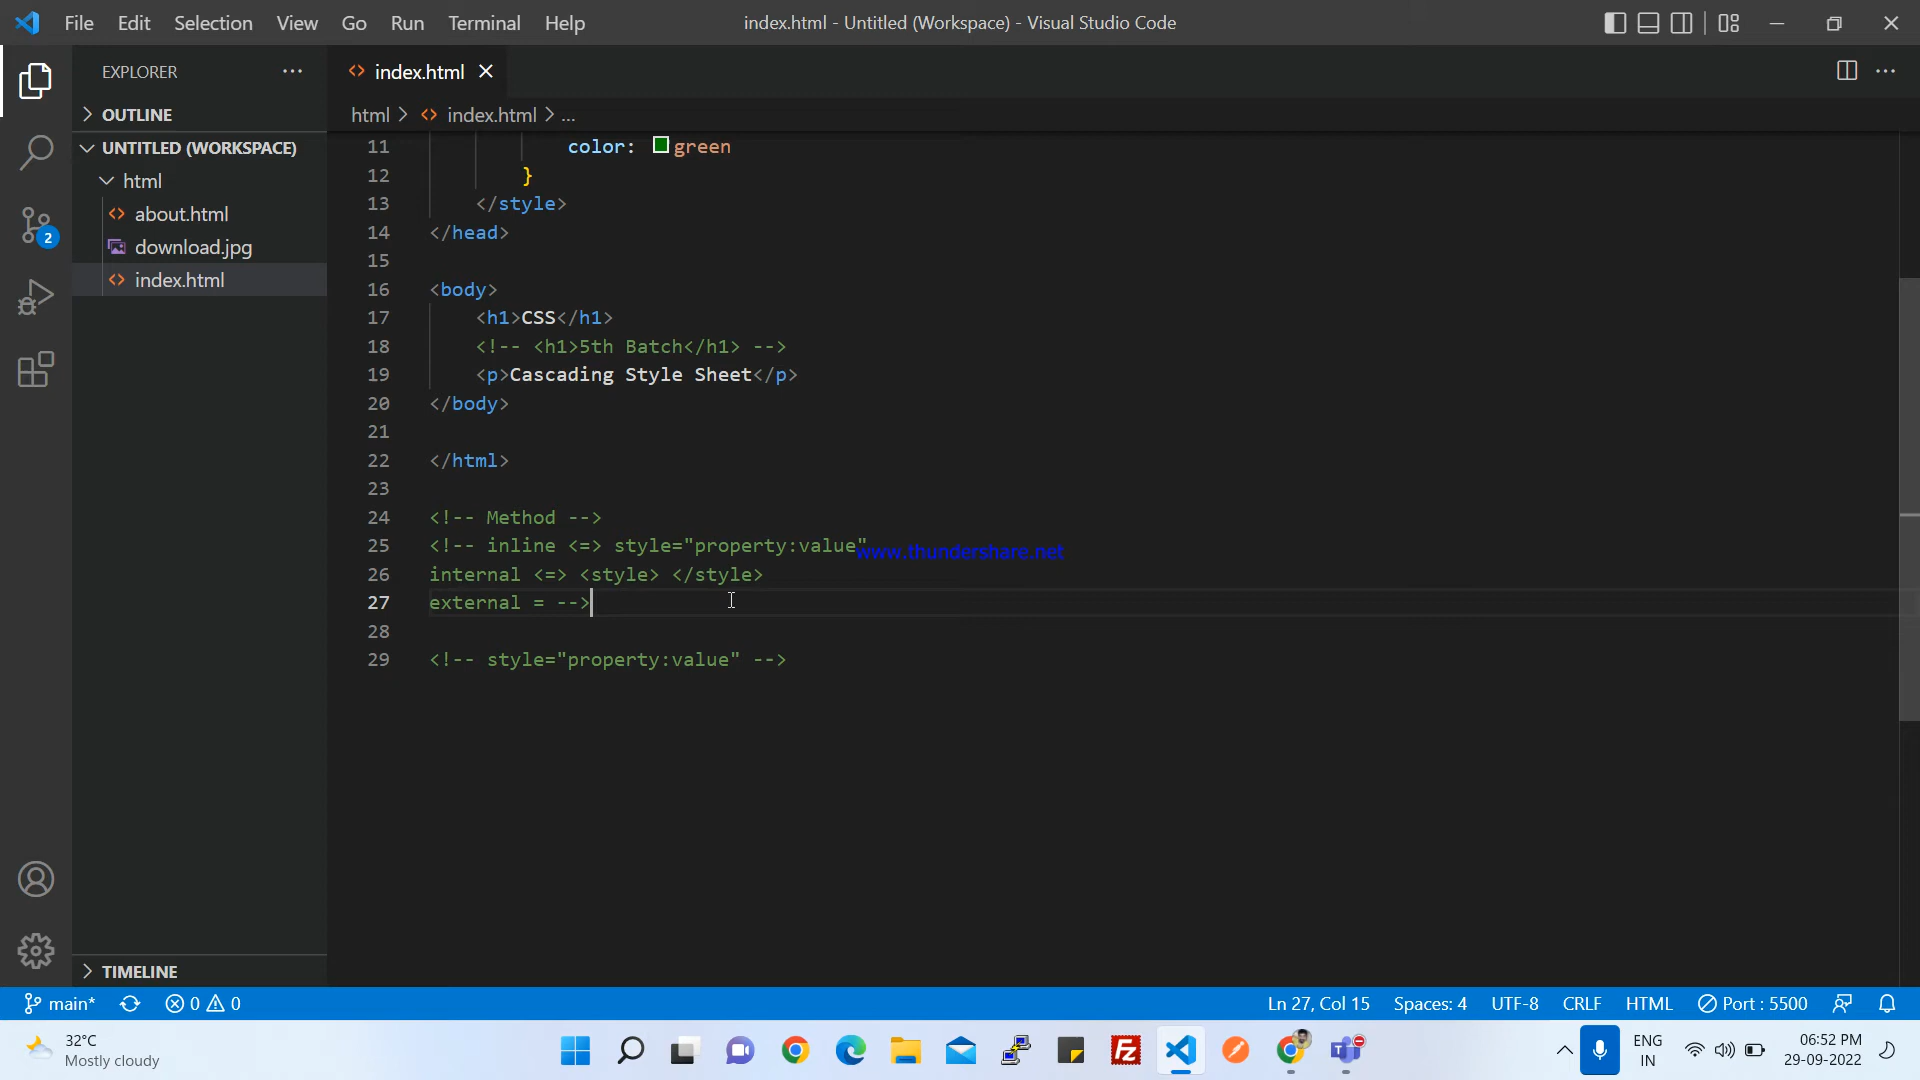 File Edit Selection View Go Run Terminal Help
index.html - Untitled (Workspace) - Visual Studio Code
EXPLORER
OUTLINE
UNTITLED (WORKSPACE)
html
about.html
download.jpg
index.html
TIMELINE
2
index.html
html > index.html > ...
11 color: green
12 }
13 </style>
14 </head>
15
16 <body>
17 <h1>CSS</h1>
18 <!-- <h1>5th Batch</h1> -->
19 <p>Cascading Style Sheet</p>
20 </body>
21
22 </html>
23
24 <!-- Method -->
25 <!-- inline <=> style="property:value"
www.thundershare.net
26 internal <=> <style> </style>
27 external = -->
28
29 <!-- style="property:value" -->
main* 0 0
Ln 27, Col 15 Spaces: 4 UTF-8 CRLF HTML Port : 5500
32°C
Mostly cloudy
ENG
IN
06:52 PM
29-09-2022